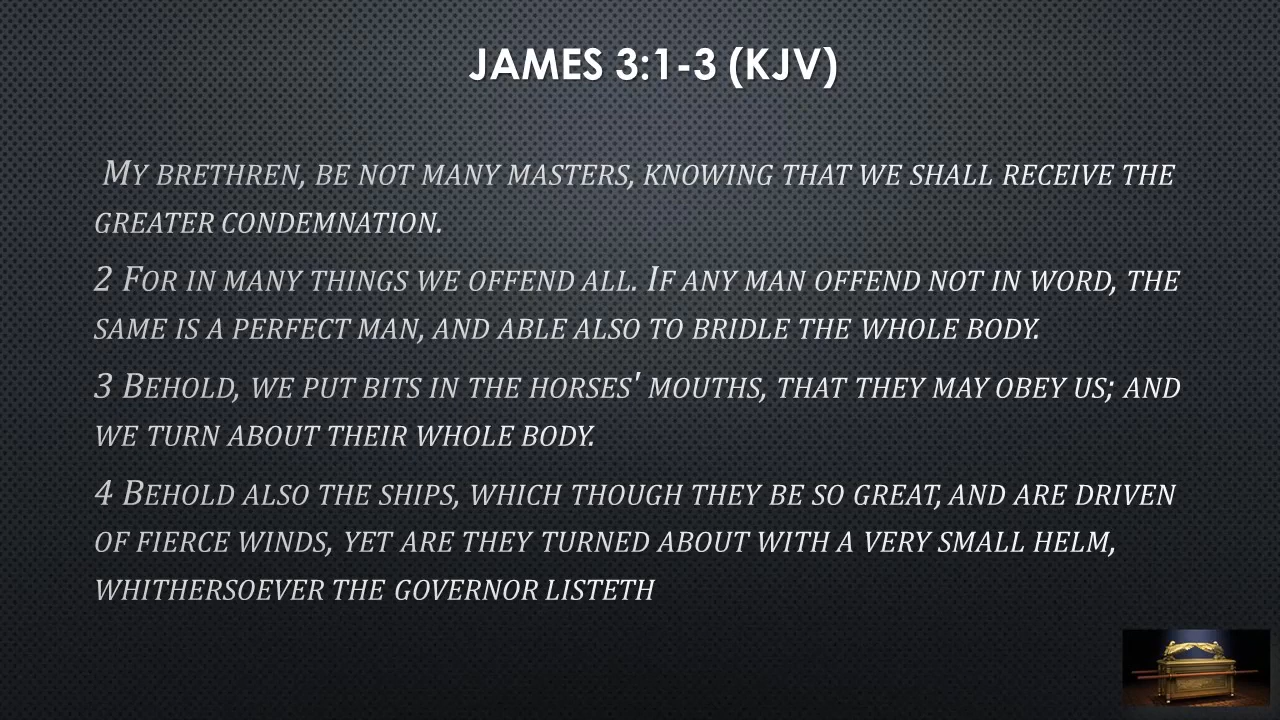 JAMES 3:1-3 (KJV)
MY BRETHREN, BE NOT MANY MASTERS, KNOWING THAT WE SHALL RECEIVE THE
GREATER CONDEMNATION.
2 FOR IN MANY THINGS WE OFFEND ALL. IF ANY MAN OFFEND NOT IN WORD, THE
SAME IS A PERFECT MAN, AND ABLE ALSO TO BRIDLE THE WHOLE BODY.
3 BEHOLD, WE PUT BITS IN THE HORSES' MOUTHS, THAT THEY MAY OBEY US; AND
WE TURN ABOUT THEIR WHOLE BODY.
4 BEHOLD ALSO THE SHIPS, WHICH THOUGH THEY BE SO GREAT, AND ARE DRIVEN
OF FIERCE WINDS, YET ARE THEY TURNED ABOUT WITH A VERY SMALL HELM,
WHITHERSOEVER THE GOVERNOR LISTETH